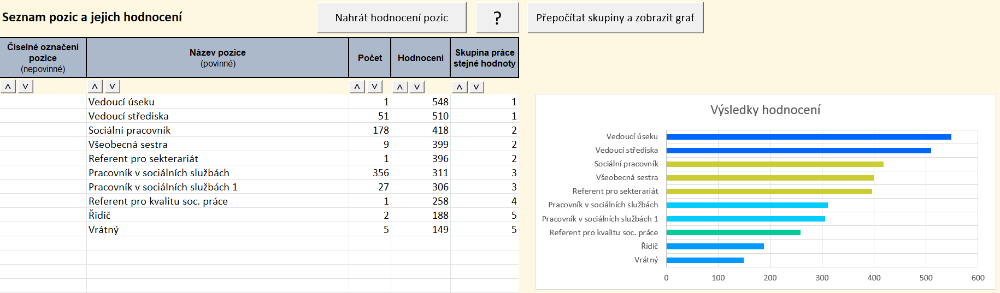 Seznam pozic a jejich hodnocení
Nahrát hodnocení pozic
?
Přepočítat skupiny a zobrazit graf
Číselné označení
pozice
(nepovinné)
Název pozice
(povinné)
Počet
Hodnocení
Skupina práce
stejné hodnoty
^ v ^ v ^ v ^ v ^ v
Vedoucí úseku 1 548 1
Vedoucí střediska 51 510 1
Sociální pracovník 178 418 2
Všeobecná sestra 9 399 2
Referent pro sekterariát 1 396 2
Pracovník v sociálních službách 356 311 3
Pracovník v sociálních službách 1 27 306 3
Referent pro kvalitu soc. práce 1 258 4
Řidič 2 188 5
Vrátný 5 149 5
Výsledky hodnocení
Vedoucí úseku
Vedoucí střediska
Sociální pracovník
Všeobecná sestra
Referent pro sekterariát
Pracovník v sociálních službách
Pracovník v sociálních službách 1
Referent pro kvalitu soc. práce
Řidič
Vrátný
0 100 200 300 400 500 600